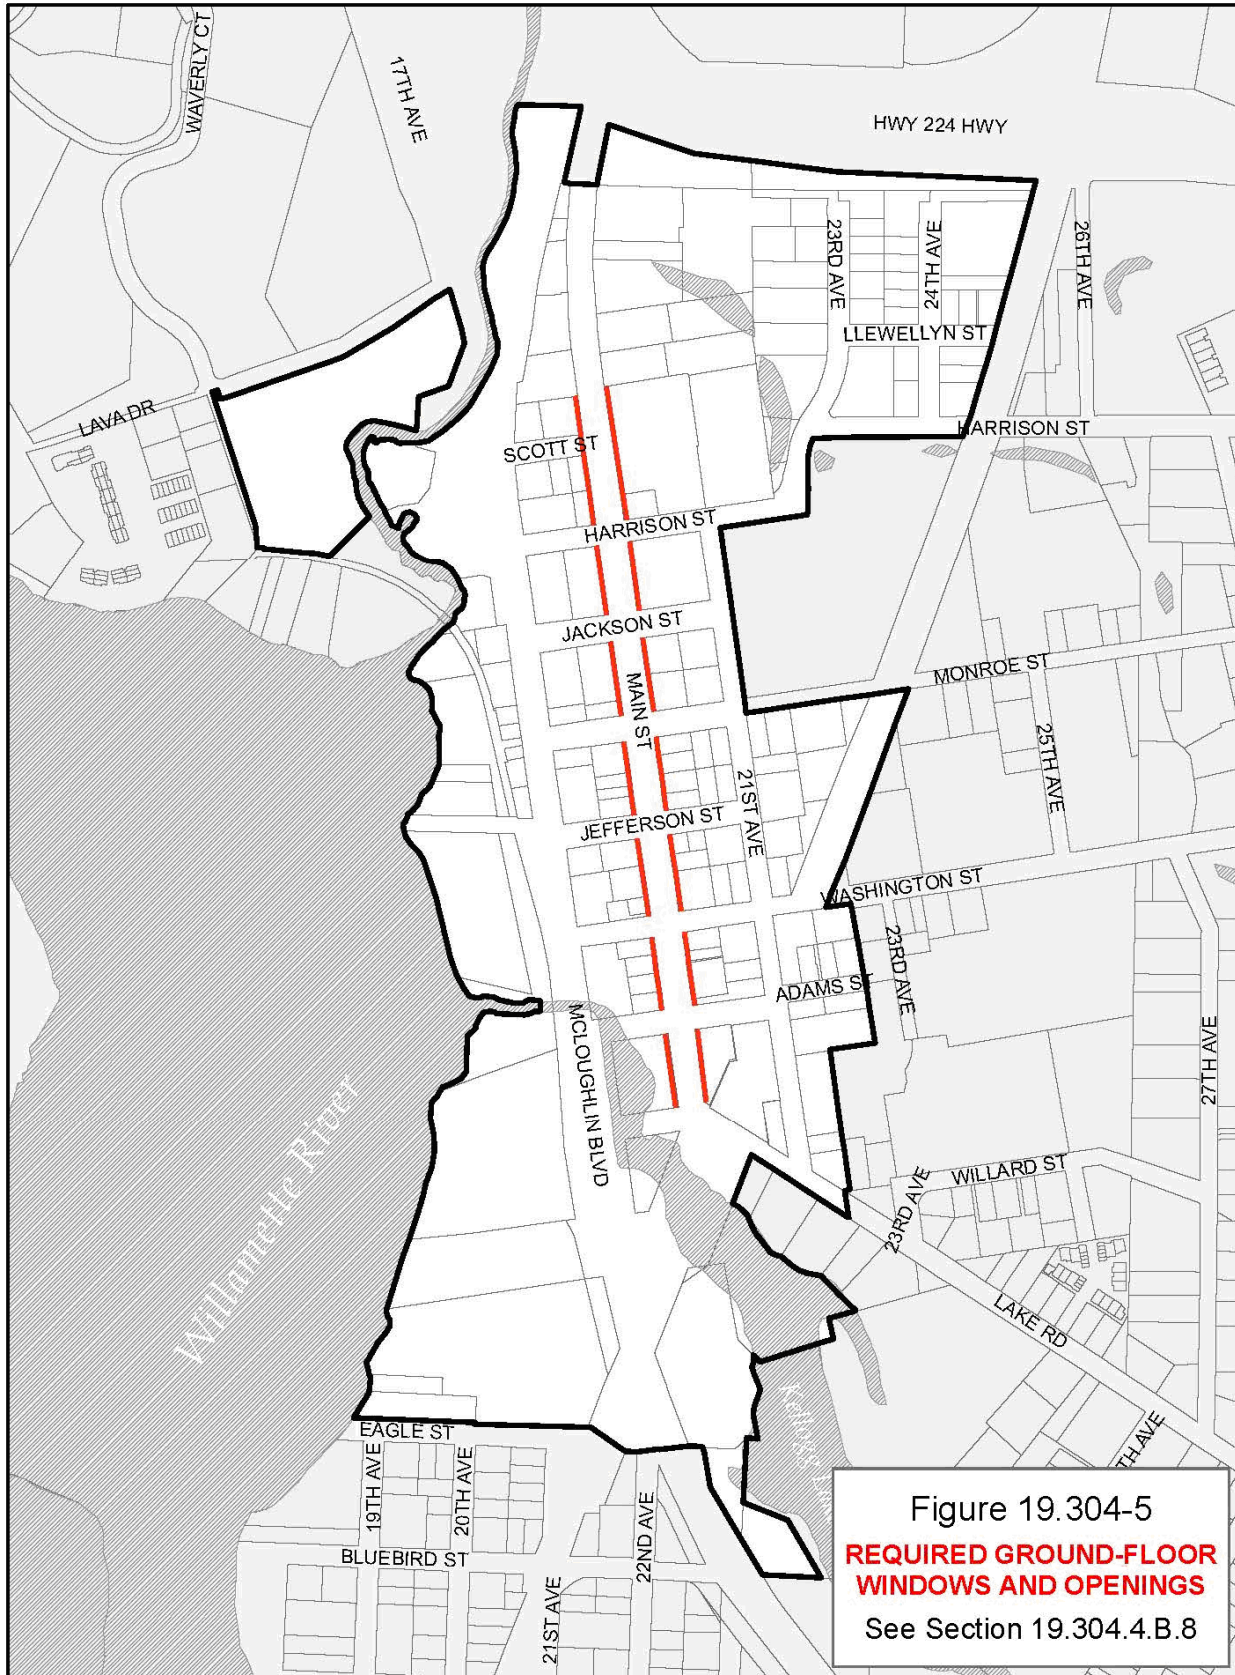 WAVERLY CT
17TH AVE
HWY 224 HWY
23RD AVE
24TH AVE
26TH AVE
LLEWELLYN ST
LAVA DR
SCOTT ST
HARRISON ST
HARRISON ST
JACKSON ST
MONROE ST
MAIN ST
25TH AVE
21ST AVE
JEFFERSON ST
WASHINGTON ST
23RD AVE
ADAMS ST
MCLOUGHLIN BLVD
27TH AVE
Willamette River
WILLARD ST
23RD AVE
LAKE RD
Kellogg
EAGLE ST
19TH AVE
20TH AVE
22ND AVE
TH AVE
BLUEBIRD ST
21ST AVE
Figure 19.304-5
REQUIRED GROUND-FLOOR
WINDOWS AND OPENINGS
See Section 19.304.4.B.8